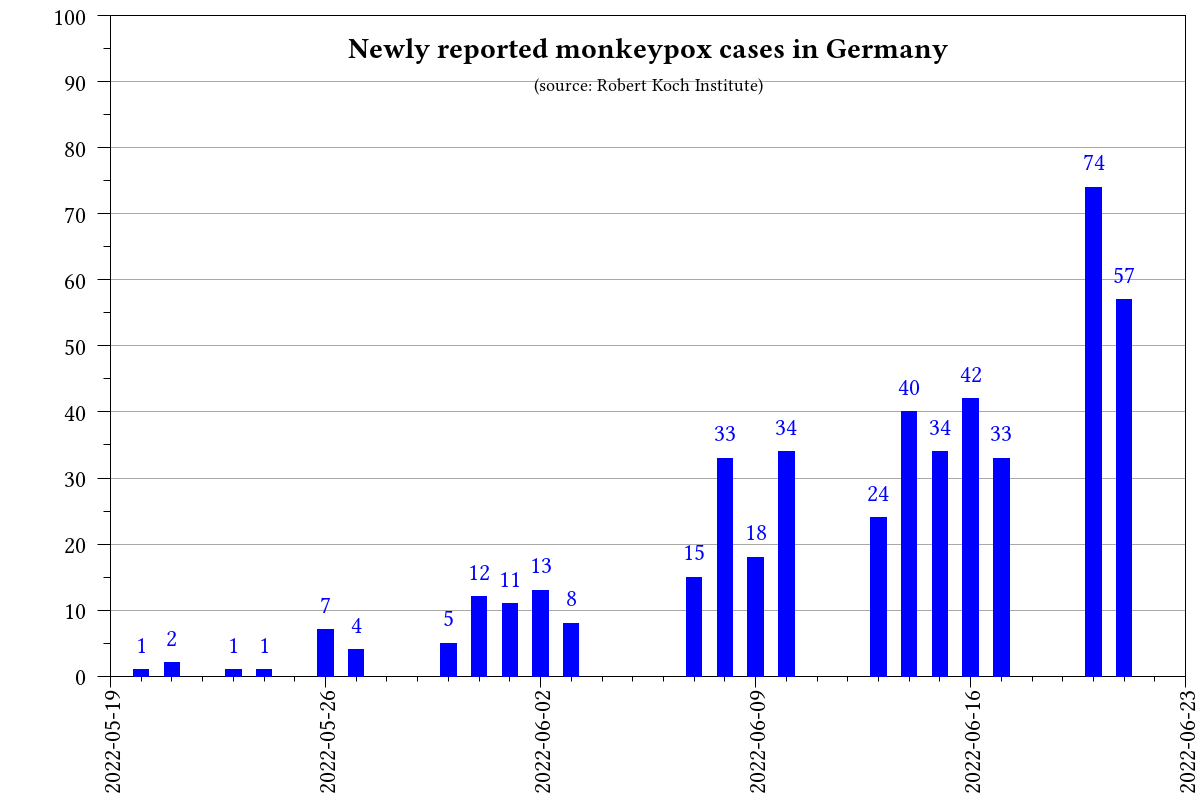 Newly reported monkeypox cases in Germany
(source: Robert Koch Institute)
100
90
80
70
60
50
40
30
20
10
0
1 2 1 1 7 4 5 12 11 13 8 15 33 18 34 24 40 34 42 33 74 57
2022-05-19 2022-05-26 2022-06-02 2022-06-09 2022-06-16 2022-06-23